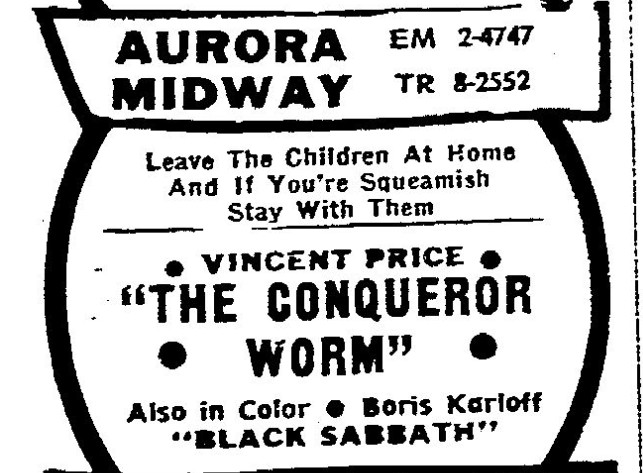 AURORA EM 2-4747
MIDWAY TR 8-2552
Leave The Children At Home
And If You're Squeamish
Stay With Them
• VINCENT PRICE •
"THE CONQUEROR
• WORM" •
Also in Color • Boris Karloff
"BLACK SABBATH"